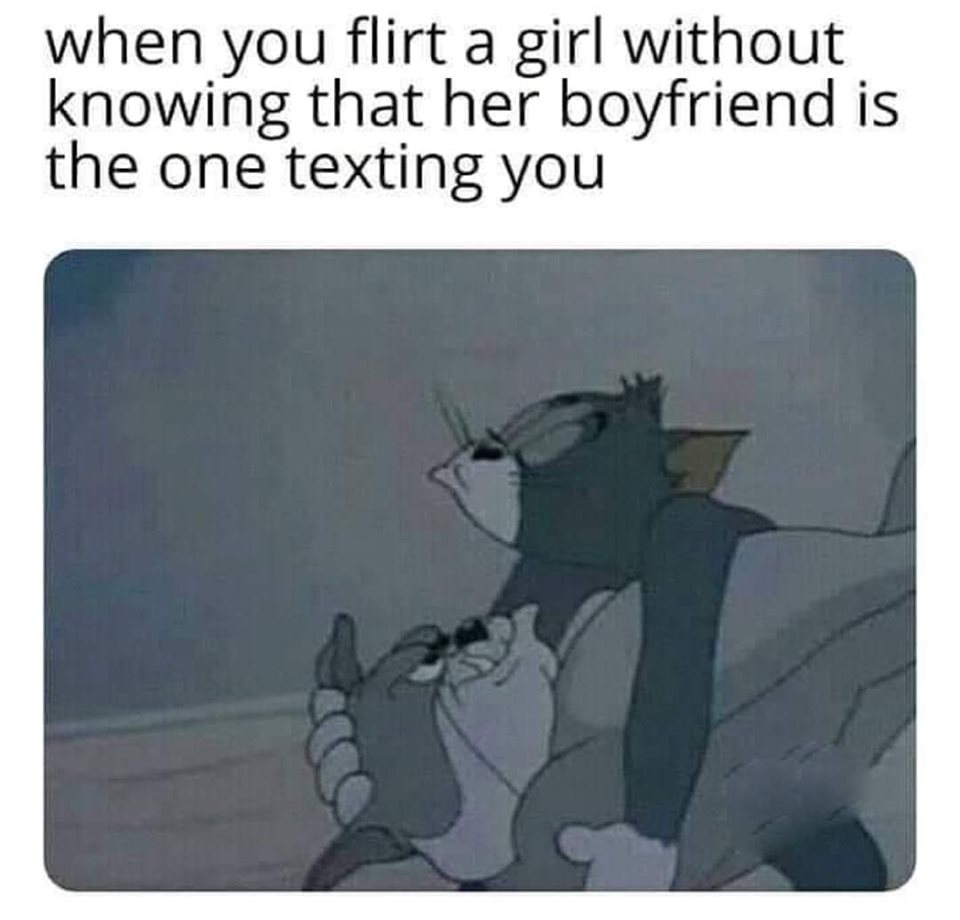 when you flirt a girl without
knowing that her boyfriend is
the one texting you